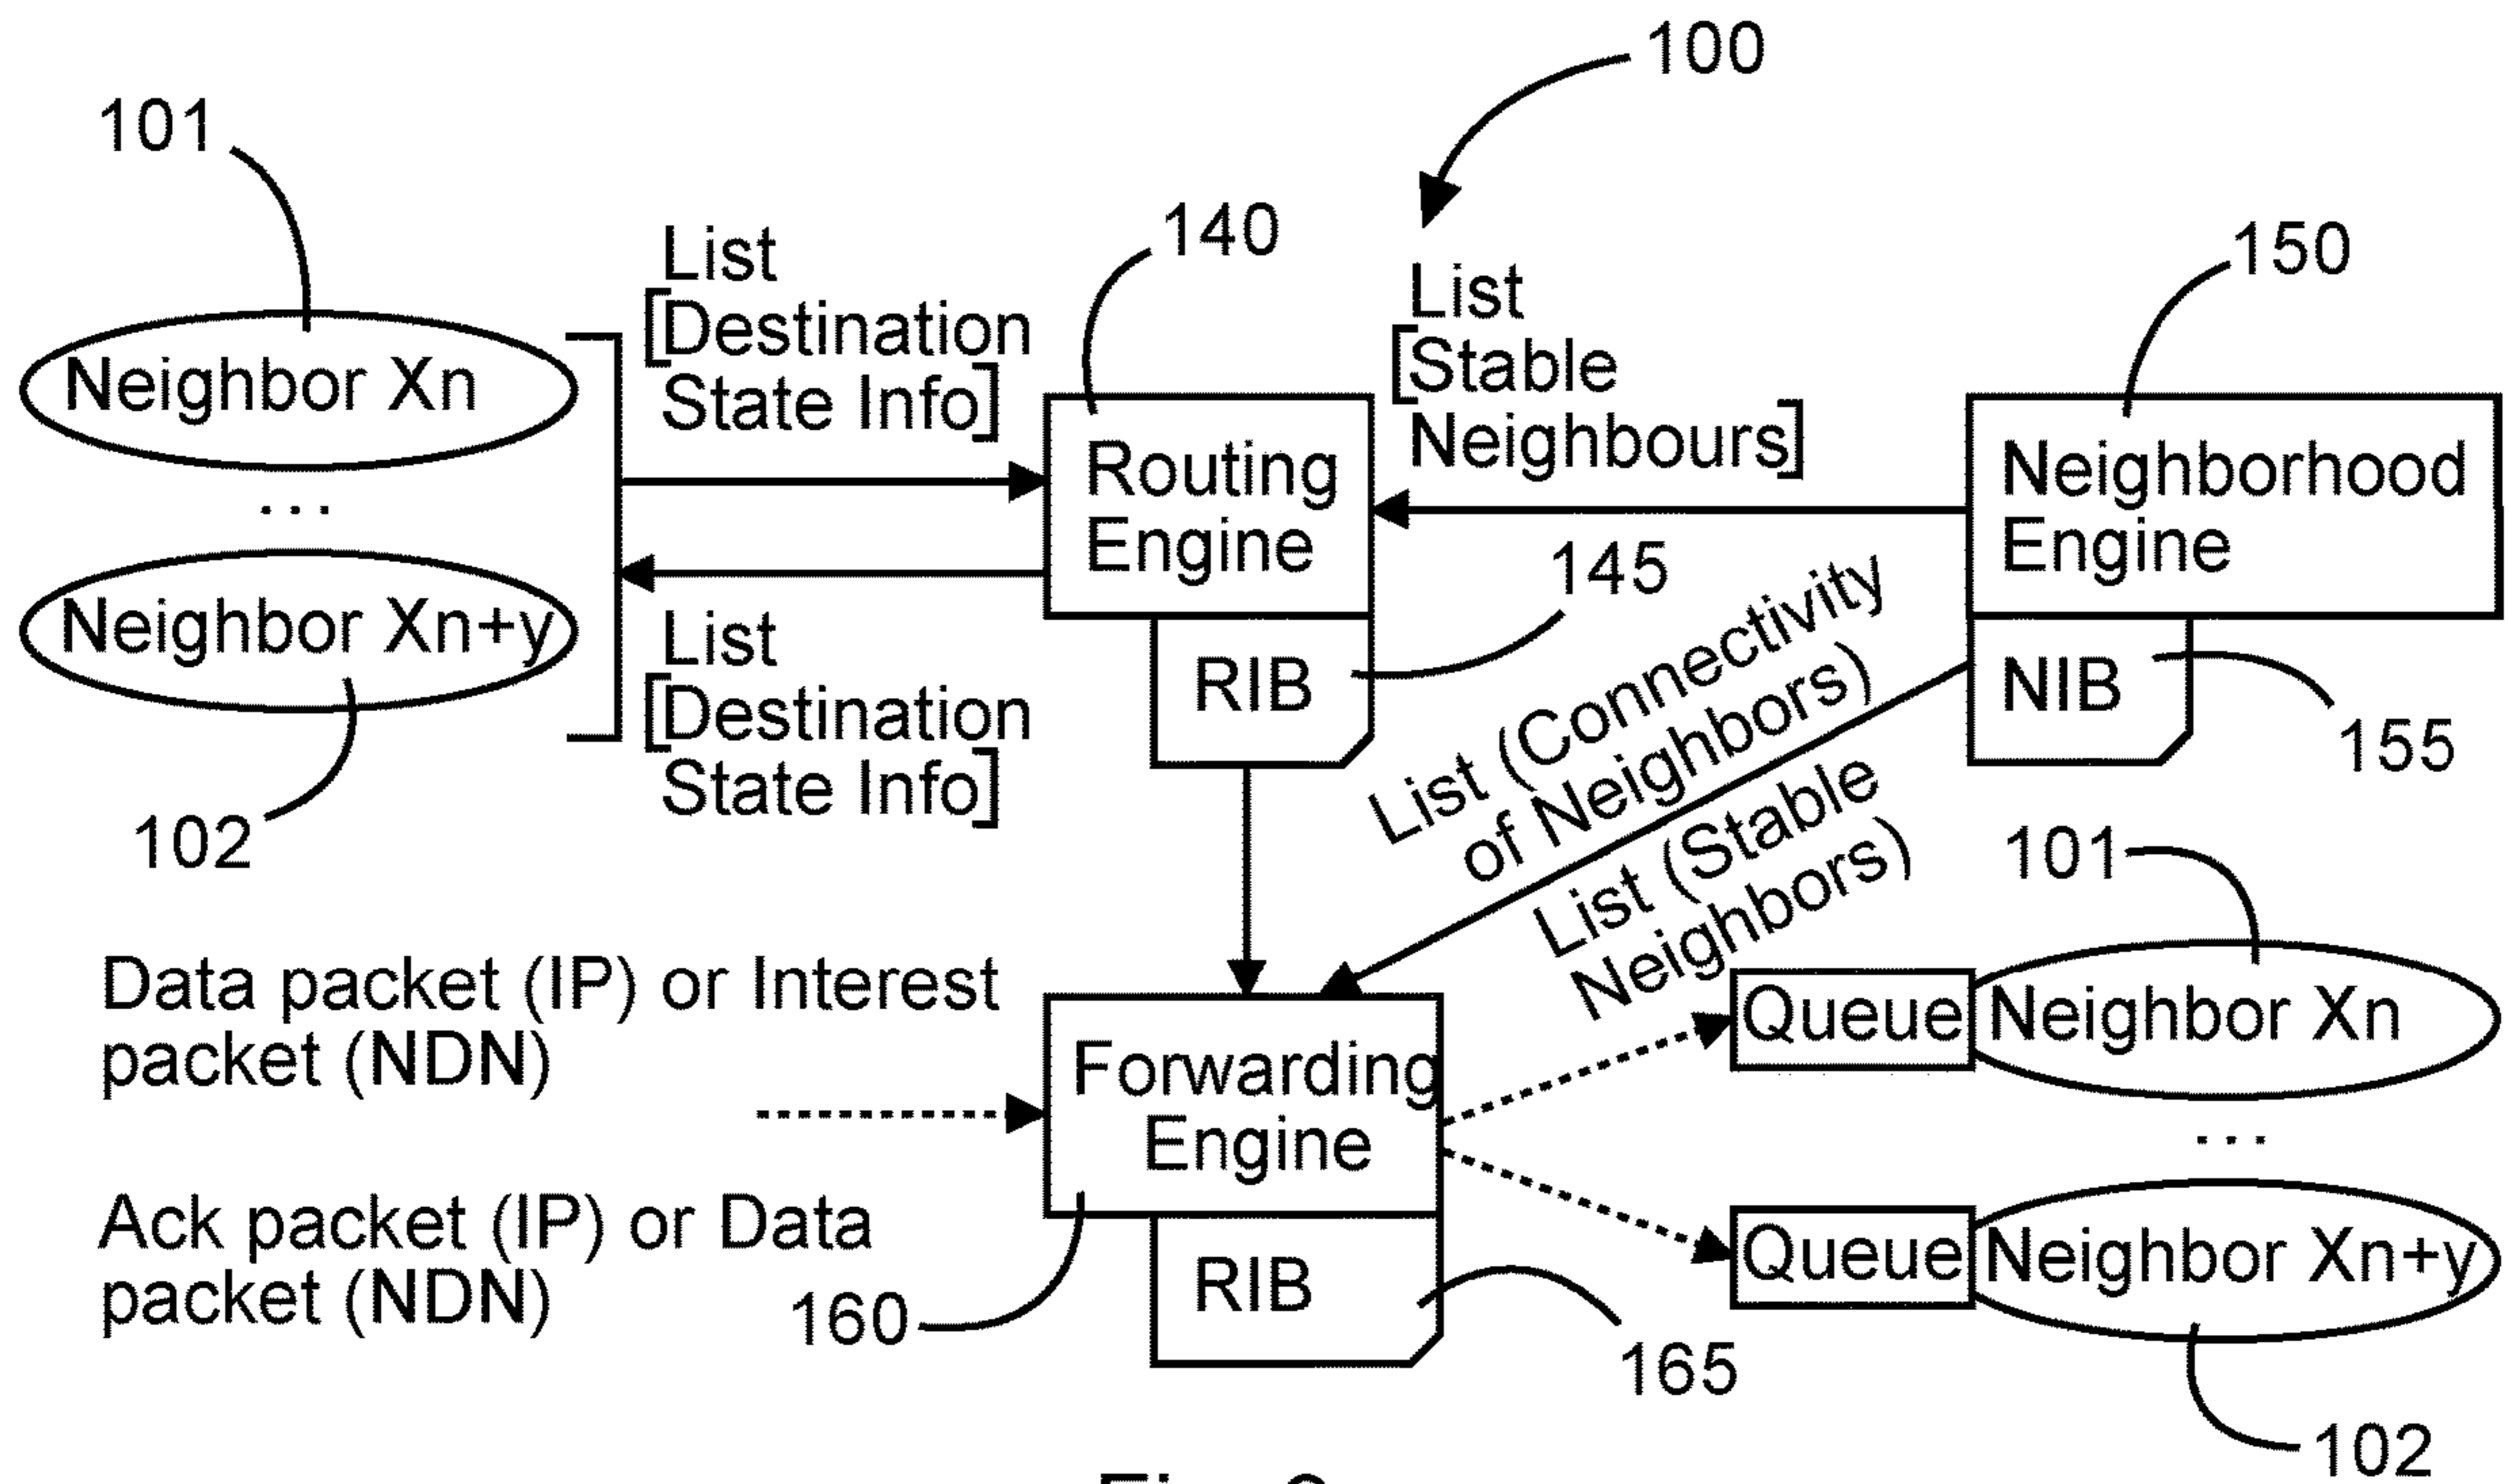 100
101
140
150
List
[Destination
State Info]
List
[Stable
Neighbours]
Neighbor Xn
...
Neighbor Xn+y
Routing
Engine
Neighborhood
Engine
145
RIB
NIB
155
List
[Destination
State Info]
102
List (Connectivity
of Neighbors)
List (Stable
Neighbors)
101
Data packet (IP) or Interest
packet (NDN)
Forwarding
Engine
Queue Neighbor Xn
...
Ack packet (IP) or Data
packet (NDN)
160
RIB
165
Queue Neighbor Xn+y
102